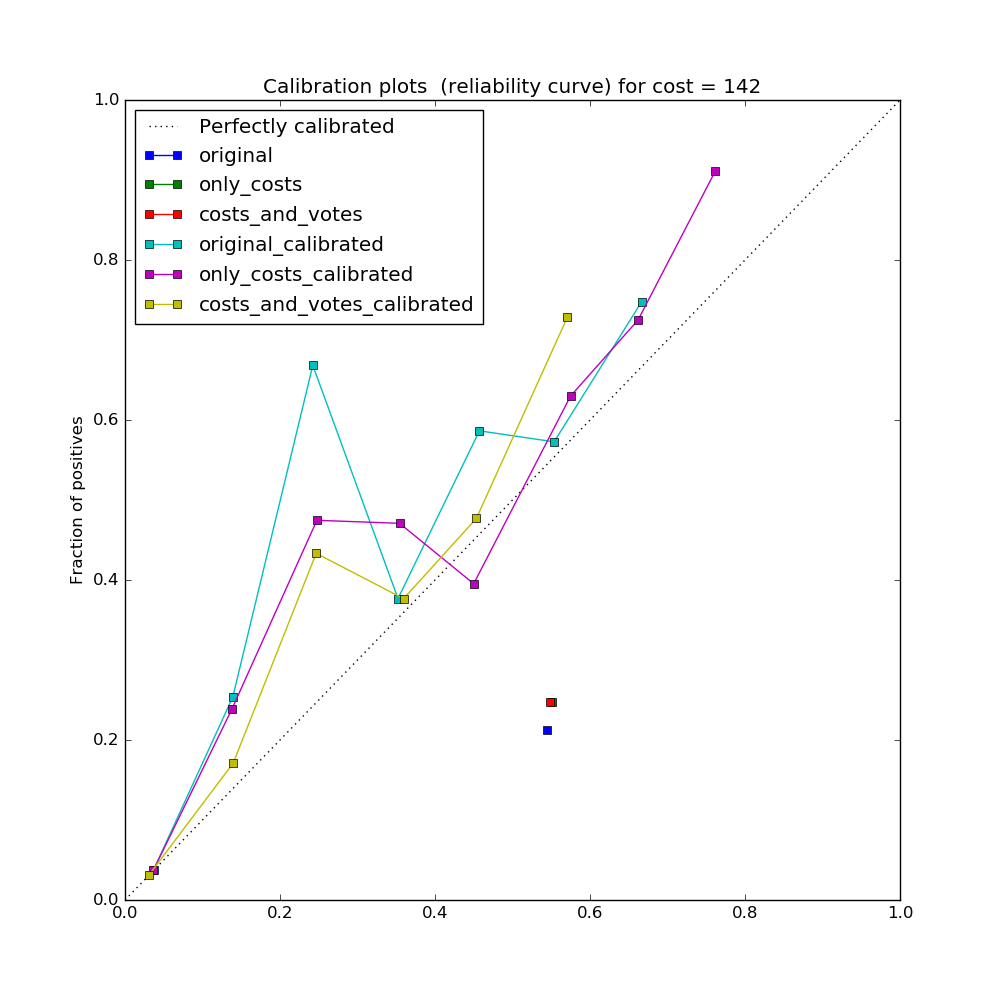 Calibration plots  (reliability curve) for cost = 142
1.0
Perfectly calibrated
original
only_costs
costs_and_votes
original_calibrated
only_costs_calibrated
costs_and_votes_calibrated
0.8
0.6
Fraction of positives
0.4
0.2
0.0
0.0 0.2 0.4 0.6 0.8 1.0